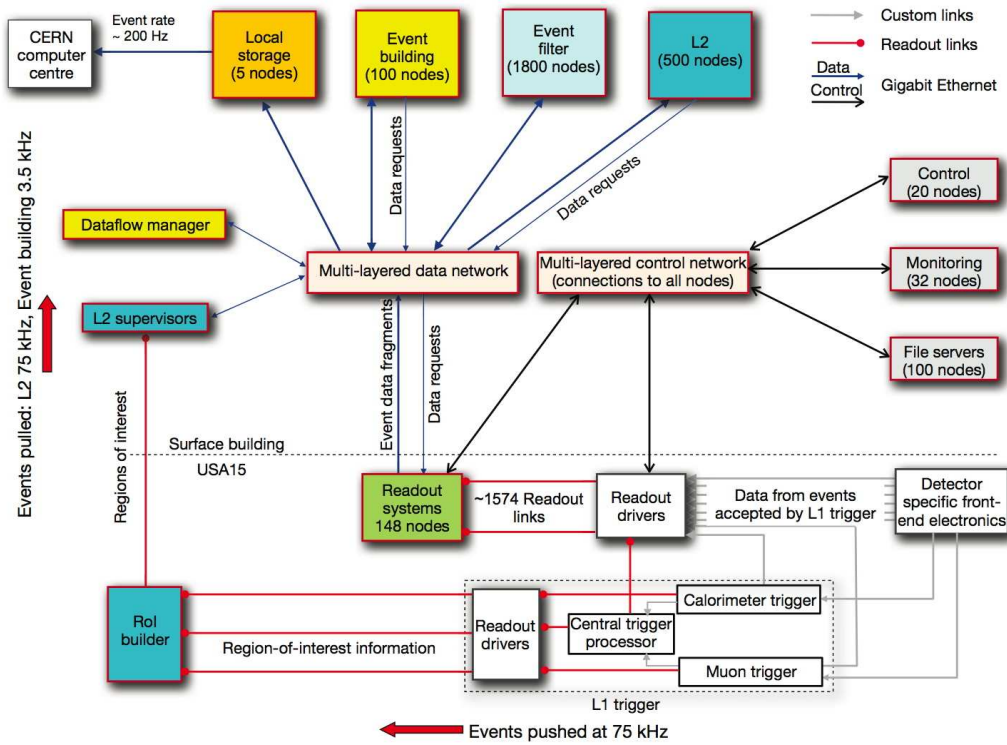 CERN
computer
centre
Event rate
~ 200 Hz
Local
storage
(5 nodes)
Event
building
(100 nodes)
Event
filter
(1800 nodes)
L2
(500 nodes)
Custom links
Readout links
Data
Control
Gigabit Ethernet
Data requests
Data requests
Control
(20 nodes)
Dataflow manager
Multi-layered data network
Multi-layered control network
(connections to all nodes)
Monitoring
(32 nodes)
L2 supervisors
File servers
(100 nodes)
Events pulled: L2 75 kHz, Event building 3.5 kHz
Regions of interest
Event data fragments
Data requests
Surface building
USA15
Readout
systems
148 nodes
~1574 Readout
links
Readout
drivers
Data from events
accepted by L1 trigger
Detector
specific front-
end electronics
RoI
builder
Region-of-interest information
Readout
drivers
Central trigger
processor
Calorimeter trigger
Muon trigger
L1 trigger
Events pushed at 75 kHz